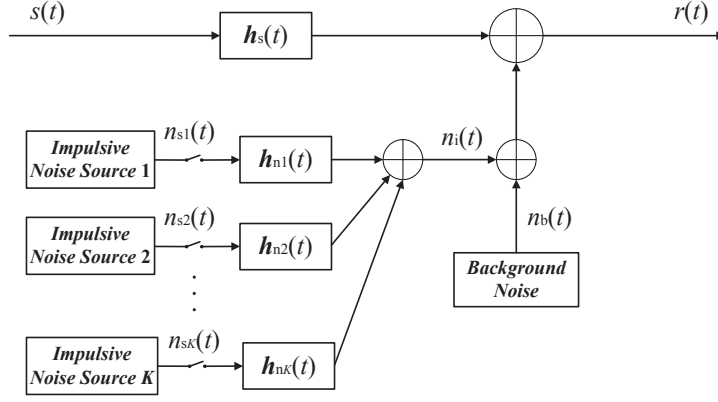 s(t)
r(t)
hs(t)
Impulsive
Noise Source 1
ns1(t)
hn1(t)
ni(t)
Impulsive
Noise Source 2
ns2(t)
hn2(t)
nb(t)
Background
Noise
Impulsive
Noise Source K
nsK(t)
hnK(t)